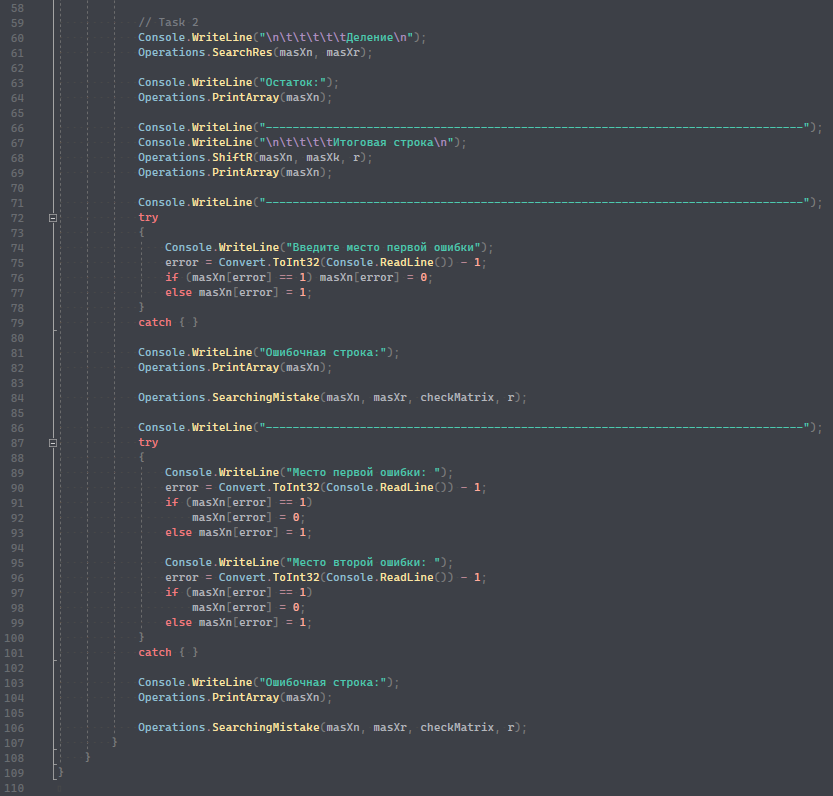 58
59 // Task 2
60 Console.WriteLine("\n\t\t\t\t\tДеление\n");
61 Operations.SearchRes(masXn, masXr);
62
63 Console.WriteLine("Остаток:");
64 Operations.PrintArray(masXn);
65
66 Console.WriteLine("--------------------------------------------------------------------------------");
67 Console.WriteLine("\n\t\t\t\tИтоговая строка\n");
68 Operations.ShiftR(masXn, masXk, r);
69 Operations.PrintArray(masXn);
70
71 Console.WriteLine("--------------------------------------------------------------------------------");
72 try
73 {
74 Console.WriteLine("Введите место первой ошибки");
75 error = Convert.ToInt32(Console.ReadLine()) - 1;
76 if (masXn[error] == 1) masXn[error] = 0;
77 else masXn[error] = 1;
78 }
79 catch { }
80
81 Console.WriteLine("Ошибочная строка:");
82 Operations.PrintArray(masXn);
83
84 Operations.SearchingMistake(masXn, masXr, checkMatrix, r);
85
86 Console.WriteLine("--------------------------------------------------------------------------------");
87 try
88 {
89 Console.WriteLine("Место первой ошибки: ");
90 error = Convert.ToInt32(Console.ReadLine()) - 1;
91 if (masXn[error] == 1)
92 masXn[error] = 0;
93 else masXn[error] = 1;
94
95 Console.WriteLine("Место второй ошибки: ");
96 error = Convert.ToInt32(Console.ReadLine()) - 1;
97 if (masXn[error] == 1)
98 masXn[error] = 0;
99 else masXn[error] = 1;
100 }
101 catch { }
102
103 Console.WriteLine("Ошибочная строка:");
104 Operations.PrintArray(masXn);
105
106 Operations.SearchingMistake(masXn, masXr, checkMatrix, r);
107 }
108 }
109 }
110